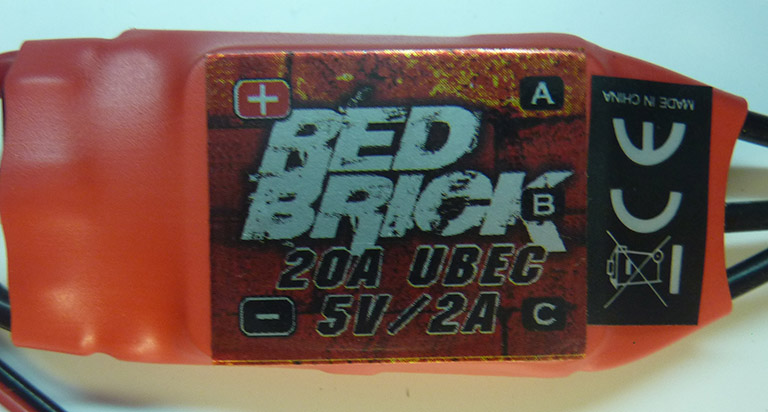 +
A
RED
BRICK
B
20A UBEC
-
5V/2A
C
MADE IN CHINA
CE